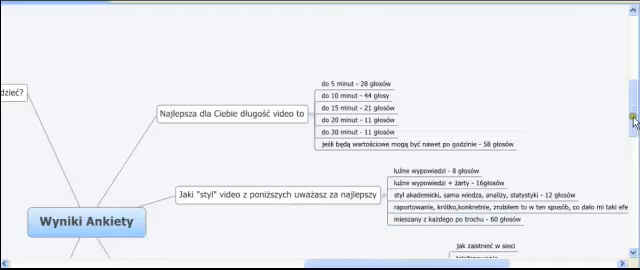 dzieć?
Najlepsza dla Ciebie długość video to
do 5 minut - 28 głosów
do 10 minut - 44 głosy
do 15 minut - 21 głosów
do 20 minut - 11 głosów
do 30 minut - 11 głosów
jeśli będą wartościowe mogą być nawet po godzinie - 58 głosów
Jaki "styl" video z poniższych uważasz za najlepszy
luźne wypowiedzi - 8 głosów
luźne wypowiedzi + żarty - 16głosów
styl akademicki, sama wiedza, analizy, statystyki - 12 głosów
raportowanie, krótko,konkretnie, zrobiłem to w ten sposób, co dało mi taki efe
mieszany z każdego po trochu - 60 głosów
Wyniki Ankiety
jak zaistnieć w sieci